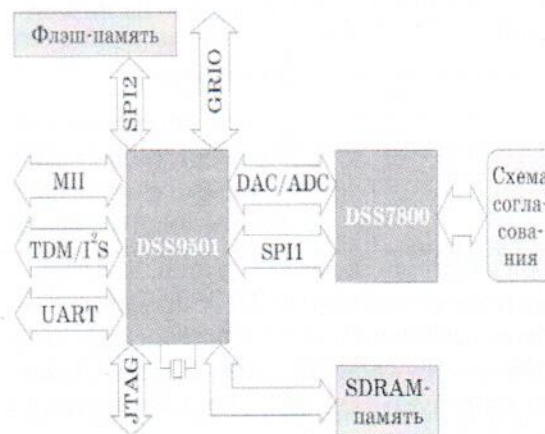 Флэш-память
SPI2
GRIO
MII
DAC/ADC
DSS9501
DSS7800
Схема
согла-
сова-
ния
TDM/I²S
SPI1
UART
JTAG
SDRAM-
память